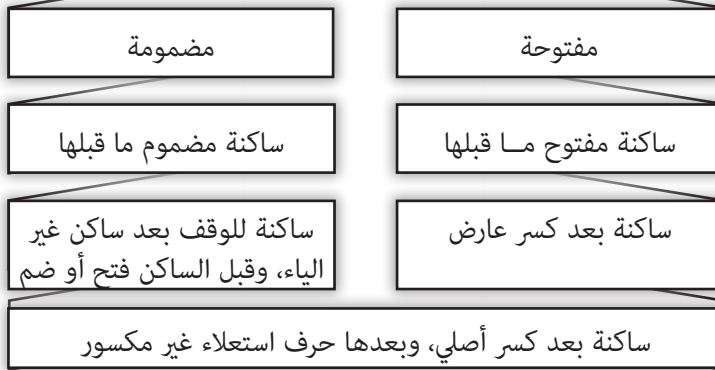 مفتوحة
مضمومة
ساكنة مفتوح مــا قبلها
ساكنة مضموم ما قبلها
ساكنة بعد كسر عارض
ساكنة للوقف بعد ساكن غير
الياء، وقبل الساكن فتح أو ضم
ساكنة بعد كسر أصلي، وبعدها حرف استعلاء غير مكسور